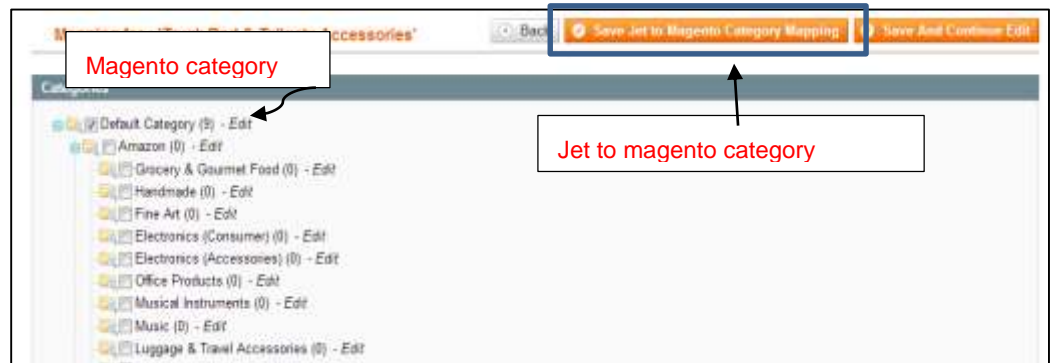 Accessories'
Back
Save Jet to Magento Category Mapping
Save And Continue Edit
Magento category
Categories
Default Category (9) - Edit
Amazon (0) - Edit
Jet to magento category
Grocery & Gourmet Food (0) - Edit
Handmade (0) - Edit
Fine Art (0) - Edit
Electronics (Consumer) (0) - Edit
Electronics (Accessories) (0) - Edit
Office Products (0) - Edit
Musical Instruments (0) - Edit
Music (0) - Edit
Luggage & Travel Accessories (0) - Edit